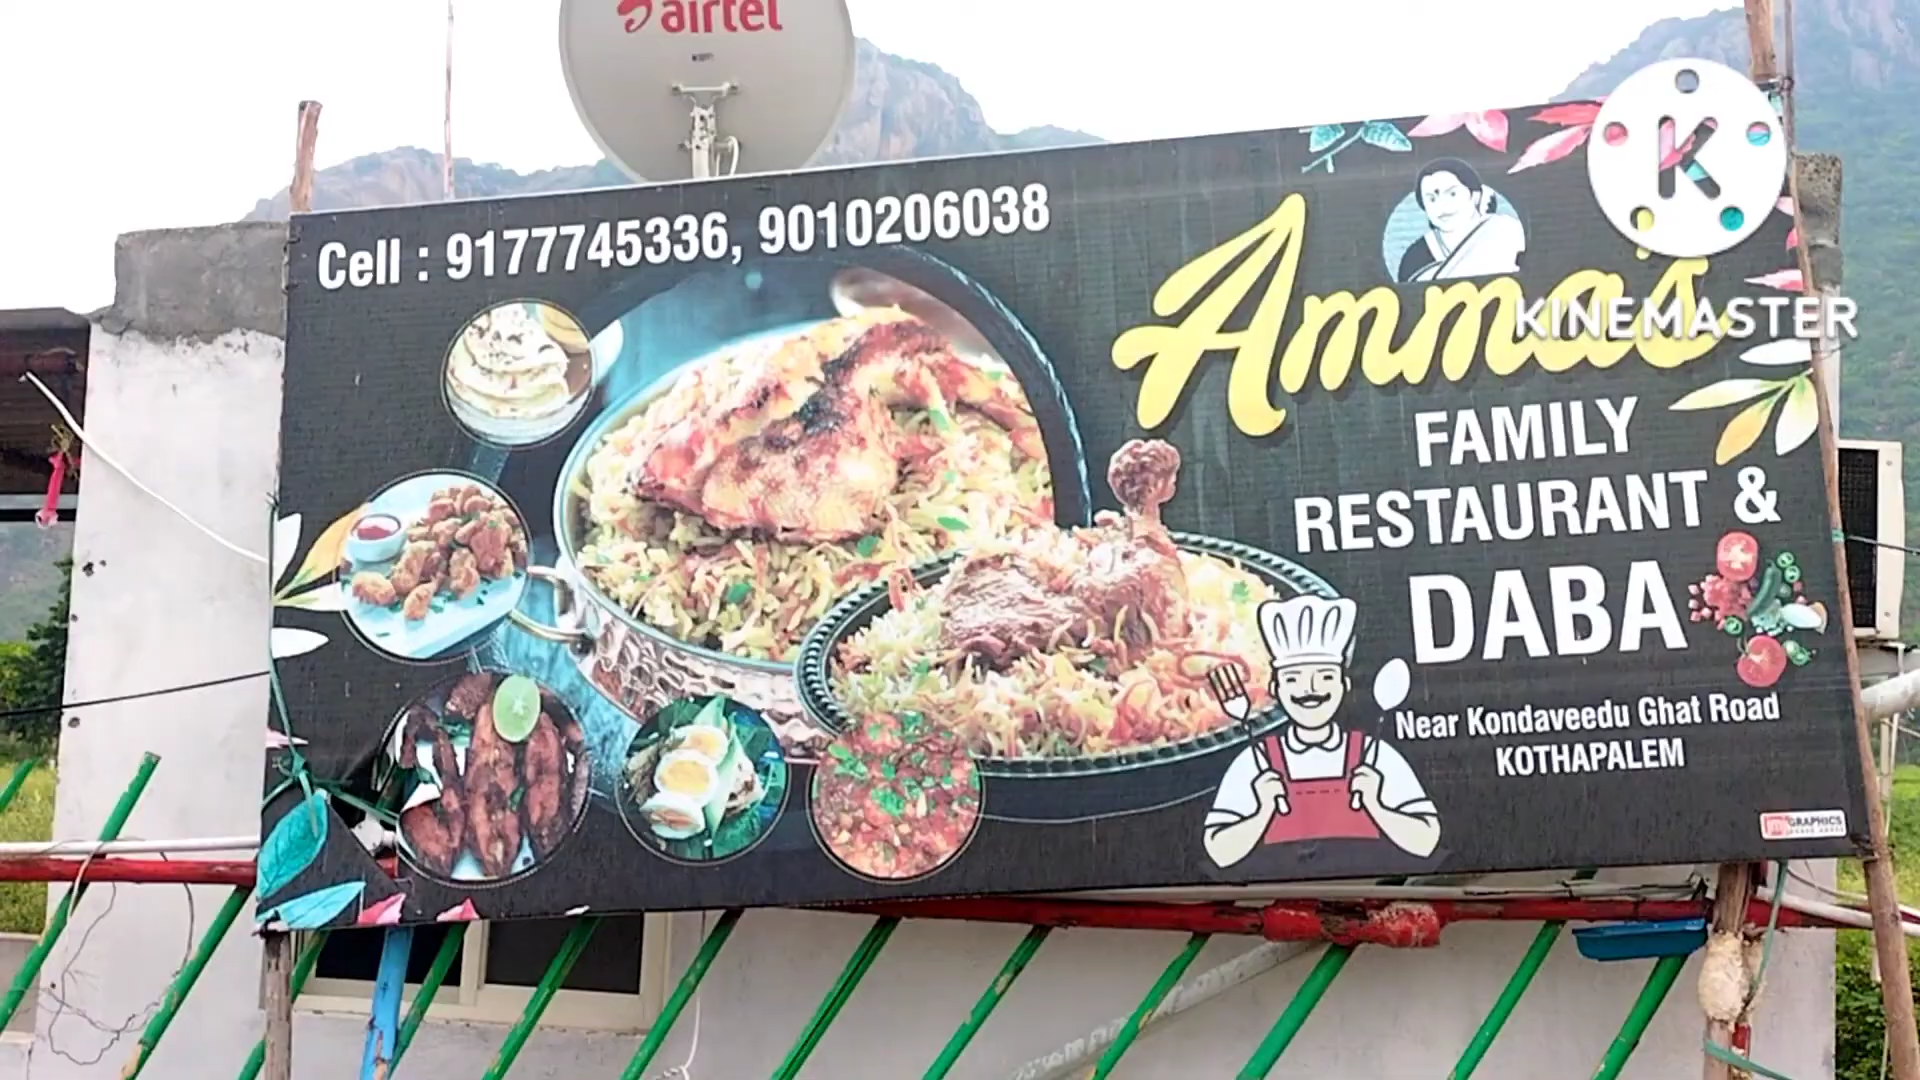 airtel
Cell : 9177745336, 9010206038
Amma's
KINEMASTER
FAMILY
RESTAURANT &
DABA
Near Kondaveedu Ghat Road
KOTHAPALEM
GRAPHICS